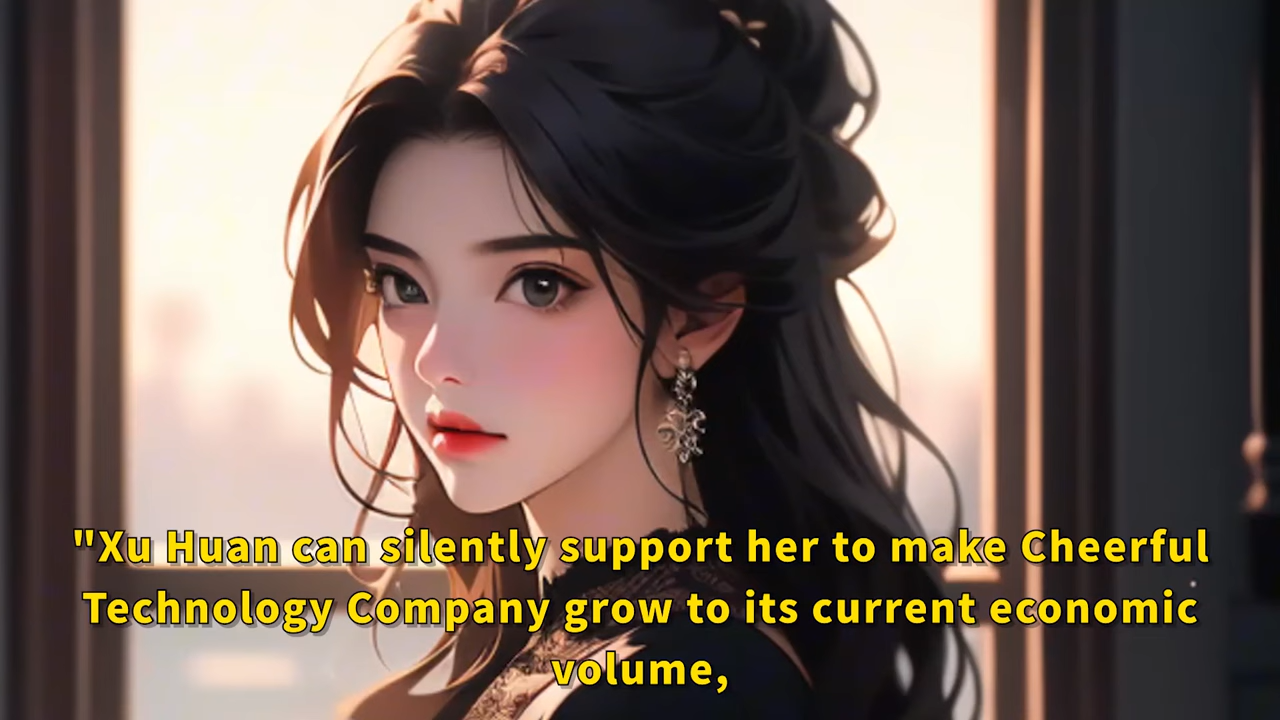 "Xu Huan can silently support her to make Cheerful
Technology Company grow to its current economic
volume,